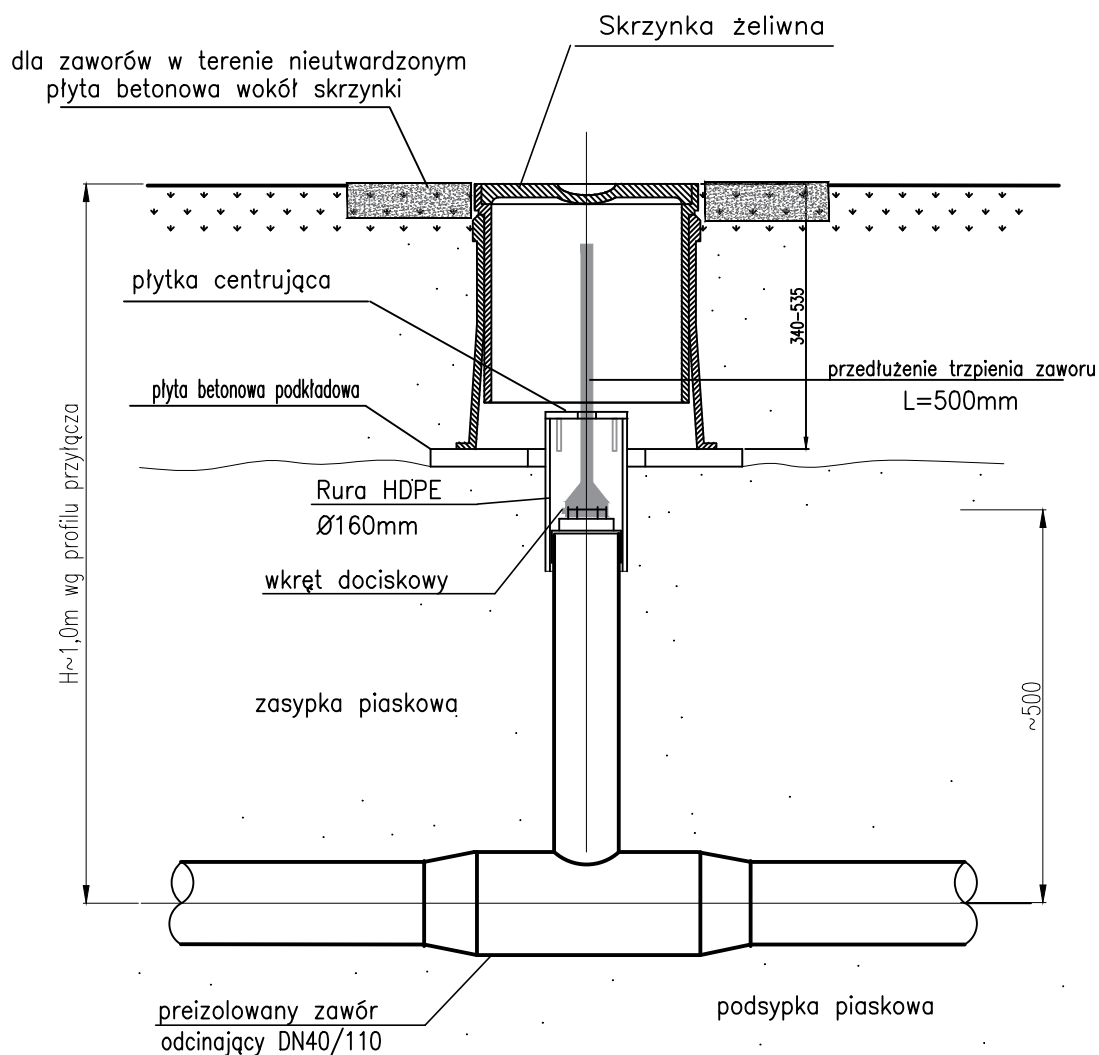 Skrzynka żeliwna
dla zaworów w terenie nieutwardzonym
płyta betonowa wokół skrzynki
płytka centrująca
340-535
przedłużenie trzpienia zaworu
L=500mm
płyta betonowa podkładowa
Rura HDPE
Ø160mm
wkręt dociskowy
H~1,0m wg profilu przyłącza
zasypka piaskowa
~500
preizolowany zawór
odcinający DN40/110
podsypka piaskowa